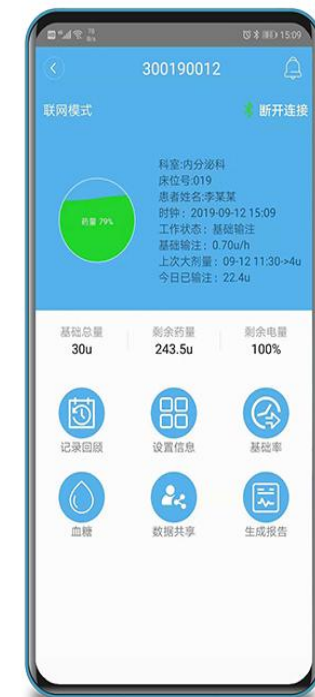 78
B/s
15:09
300190012
联网模式
断开连接
科室:内分泌科
床位号:019
患者姓名:李某某
时钟：2019-09-12 15:09
工作状态：基础输注
基础输注：0.70u/h
上次大剂量：09-12 11:30->4u
今日已输注：22.4u
药量 79%
基础总量
剩余药量
剩余电量
30u
243.5u
100%
记录回顾
设置信息
基础率
血糖
数据共享
生成报告